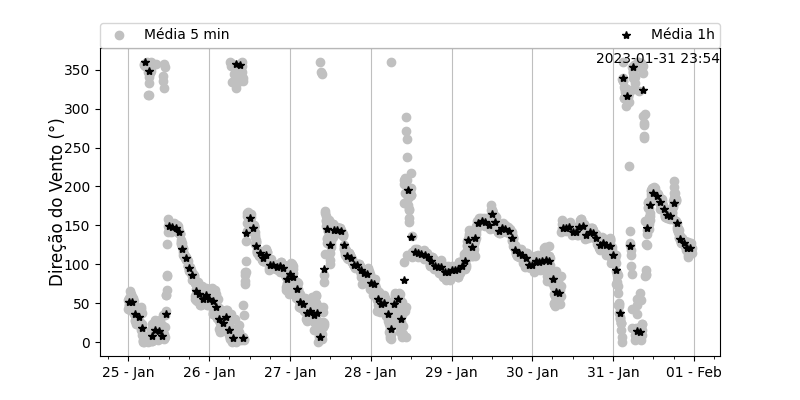 Média 5 min
Média 1h
2023-01-31 23:54
Direção do Vento (°)
350
300
250
200
150
100
50
0
25 - Jan
26 - Jan
27 - Jan
28 - Jan
29 - Jan
30 - Jan
31 - Jan
01 - Feb